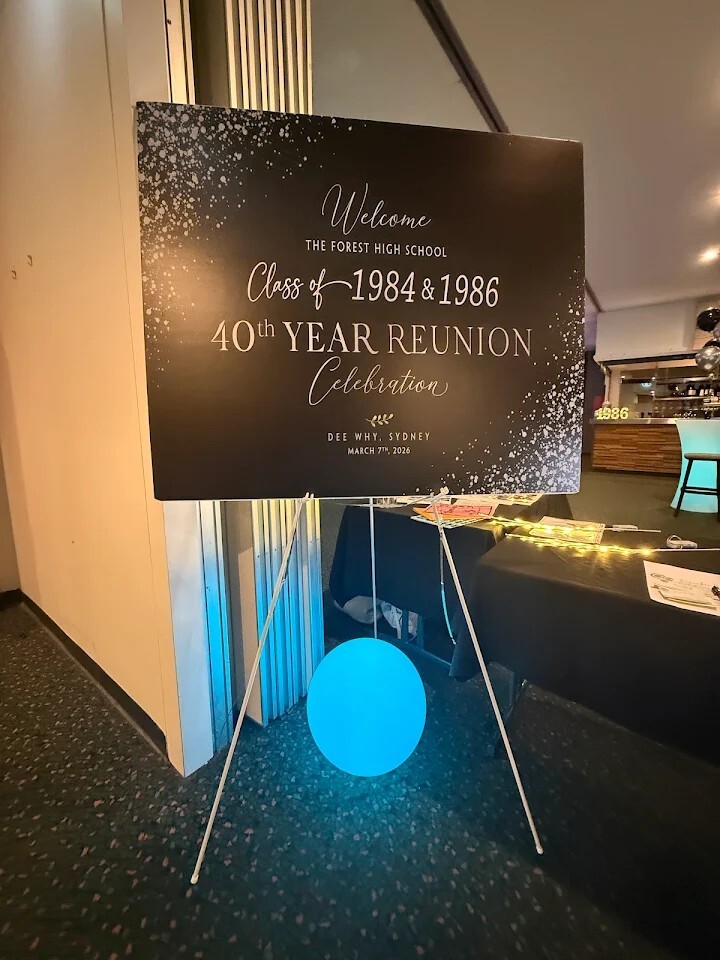 Welcome
THE FOREST HIGH SCHOOL
Class of 1984 & 1986
40th YEAR REUNION
Celebration
DEE WHY, SYDNEY
MARCH 7TH, 2026
1986